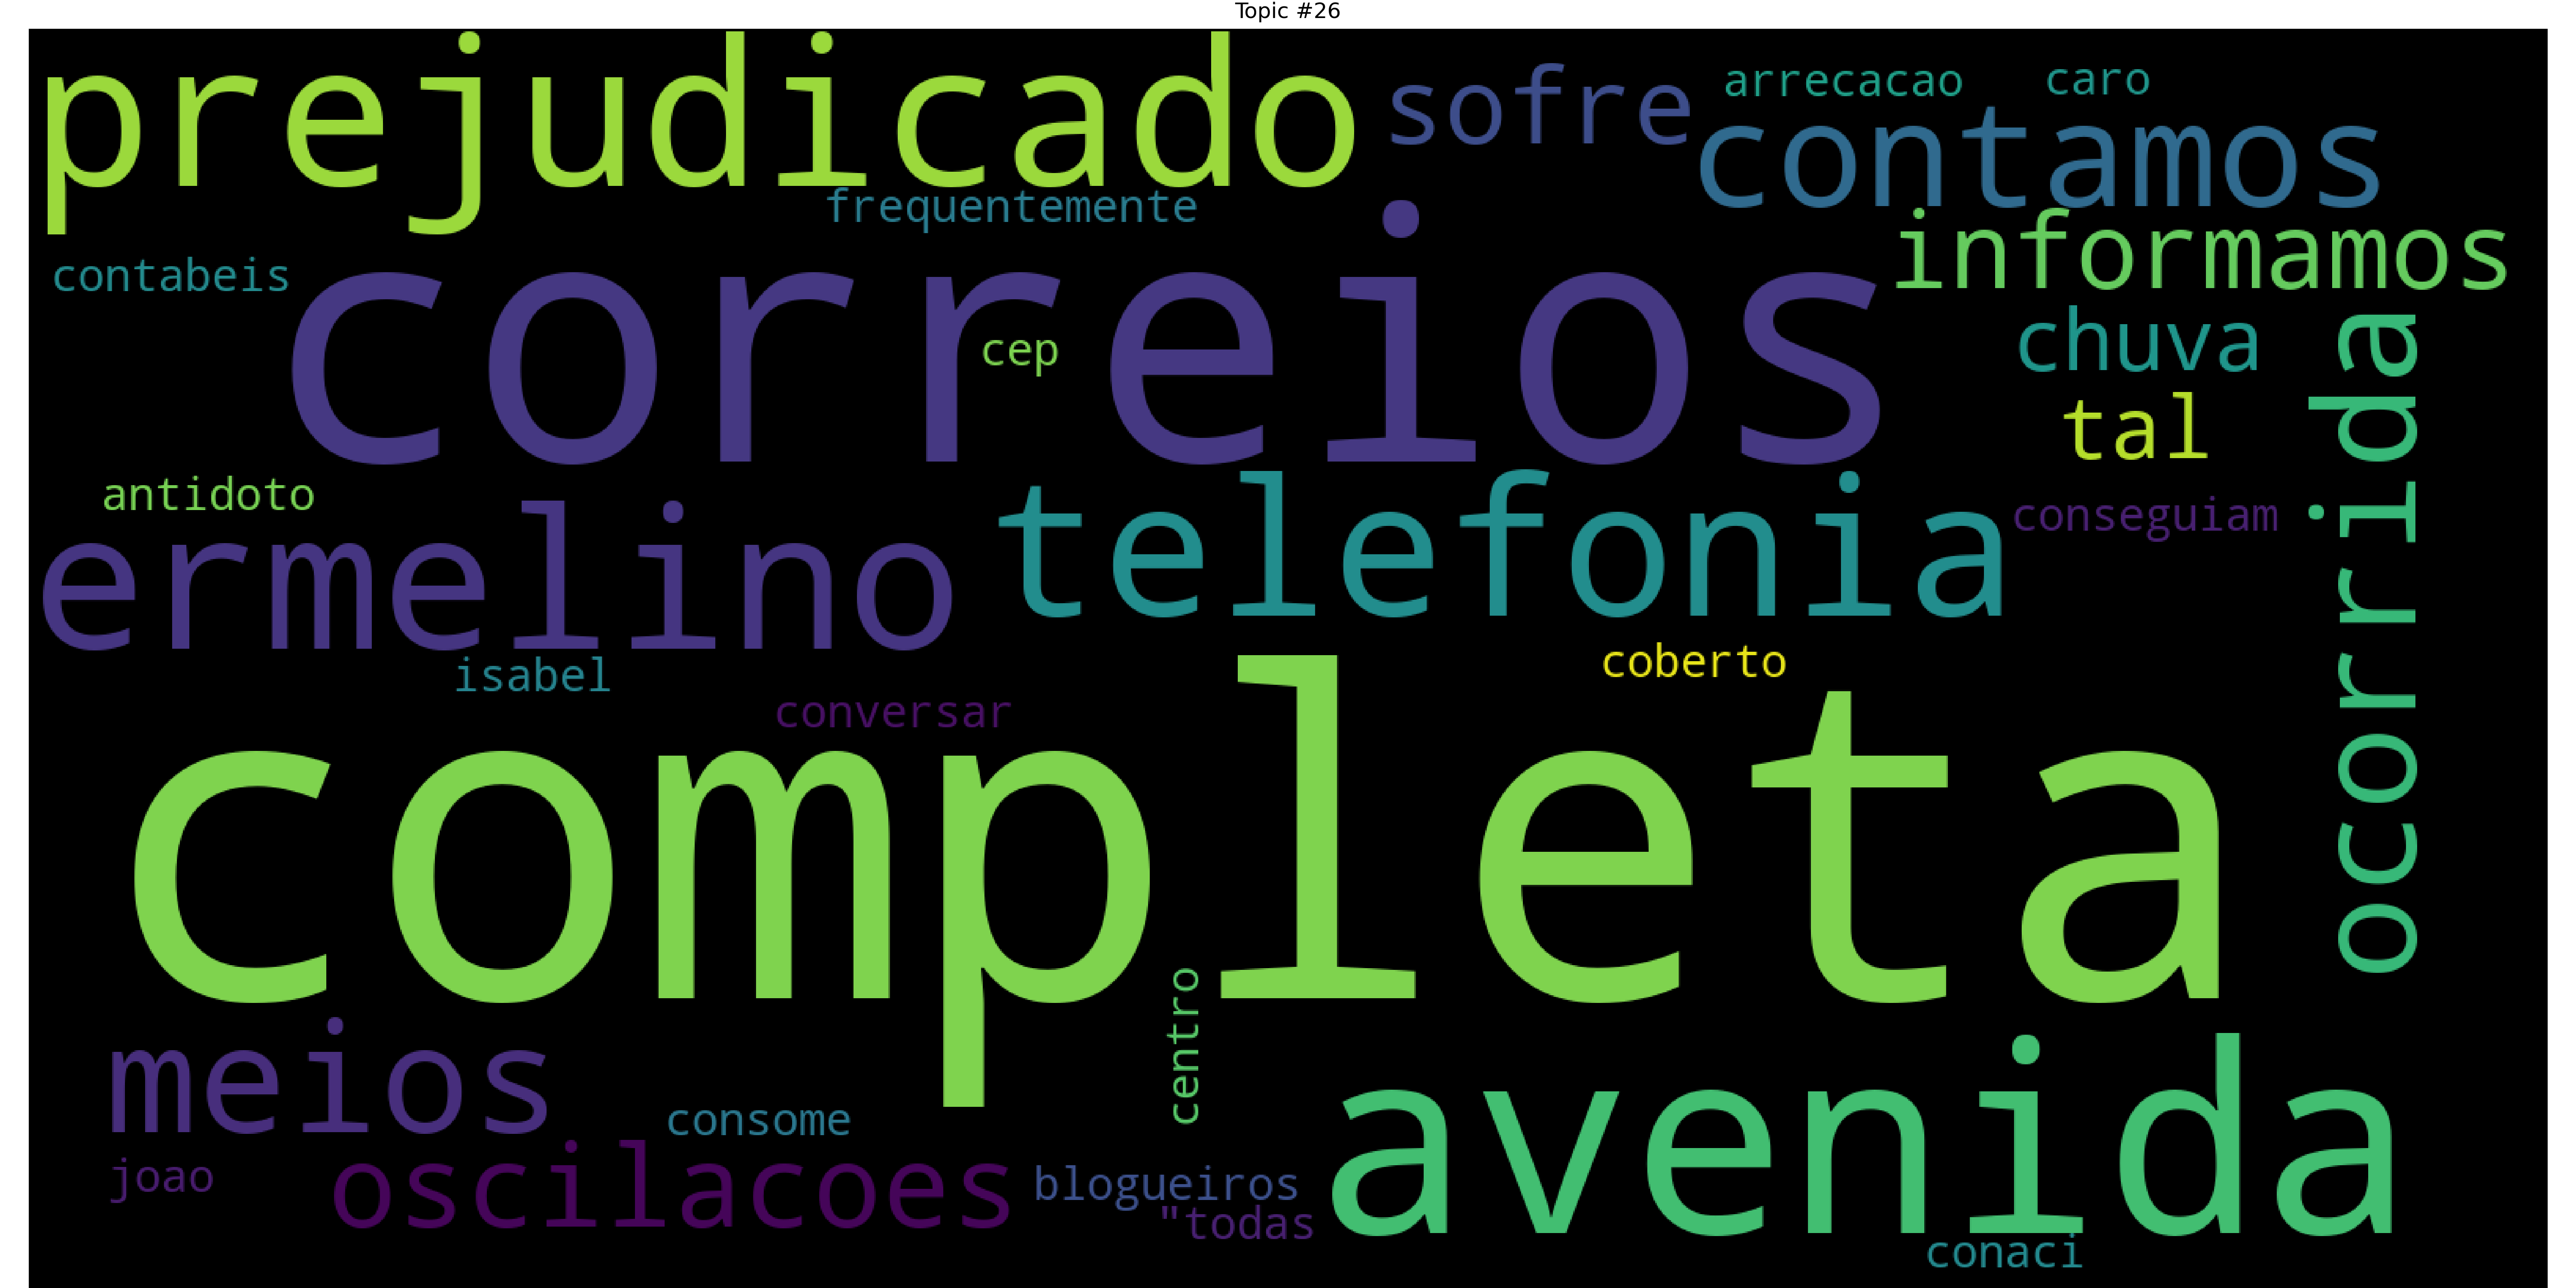 Topic #26
prejudicado
sofre
arrecacao
caro
contamos
frequentemente
informamos
contabeis
correios
cep
chuva
tal
ocorrida
antidoto
ermelino
telefonia
conseguiam
isabel
coberto
conversar
completa
centro
meios
consome
avenida
joao
oscilacoes
blogueiros
"todas
conaci